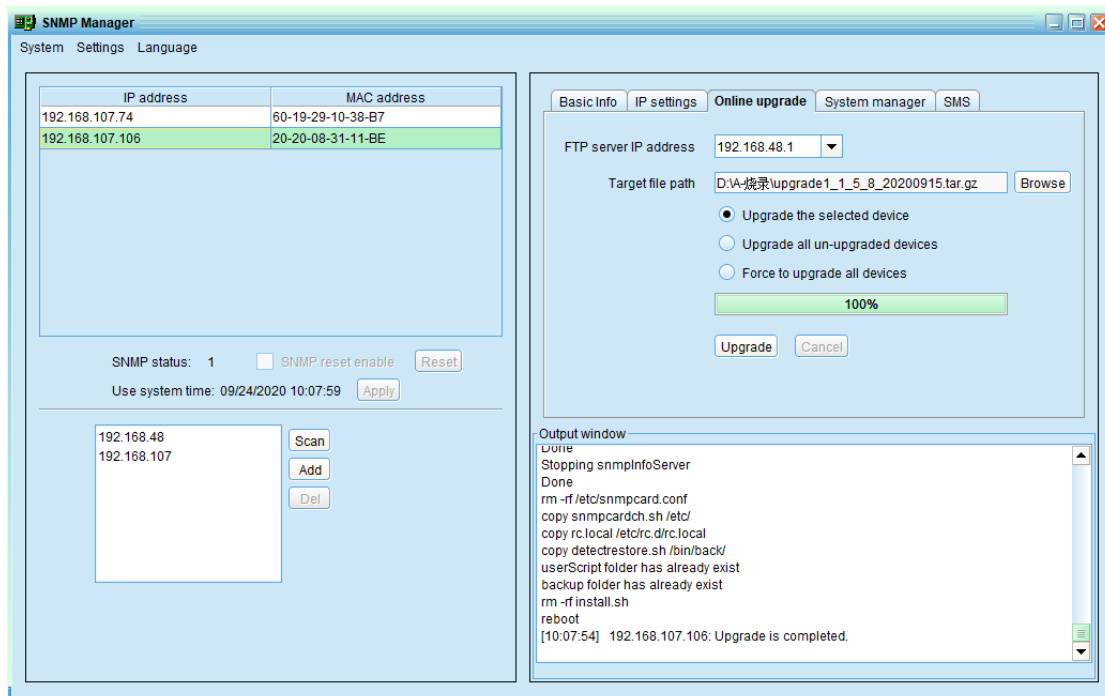 SNMP Manager
System Settings Language
IP address MAC address
192.168.107.74 60-19-29-10-38-B7
192.168.107.106 20-20-08-31-11-BE
SNMP status: 1 SNMP reset enable Reset
Use system time: 09/24/2020 10:07:59 Apply
192.168.48
192.168.107
Scan
Add
Del
Basic Info IP settings Online upgrade System manager SMS
FTP server IP address 192.168.48.1
Target file path D:\A-烧录\upgrade1_1_5_8_20200915.tar.gz Browse
Upgrade the selected device
Upgrade all un-upgraded devices
Force to upgrade all devices
100%
Upgrade Cancel
Output window
Done
Stopping snmpInfoServer
Done
rm -rf /etc/snmpcard.conf
copy snmpcardch.sh /etc/
copy rc.local /etc/rc.d/rc.local
copy detectrestore.sh /bin/back/
userScript folder has already exist
backup folder has already exist
rm -rf install.sh
reboot
[10:07:54] 192.168.107.106: Upgrade is completed.